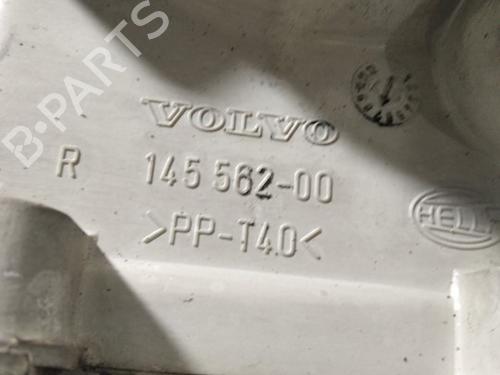 B-PARTS
VOLVO
R 145 562-00
>PP-T40<
HELLA